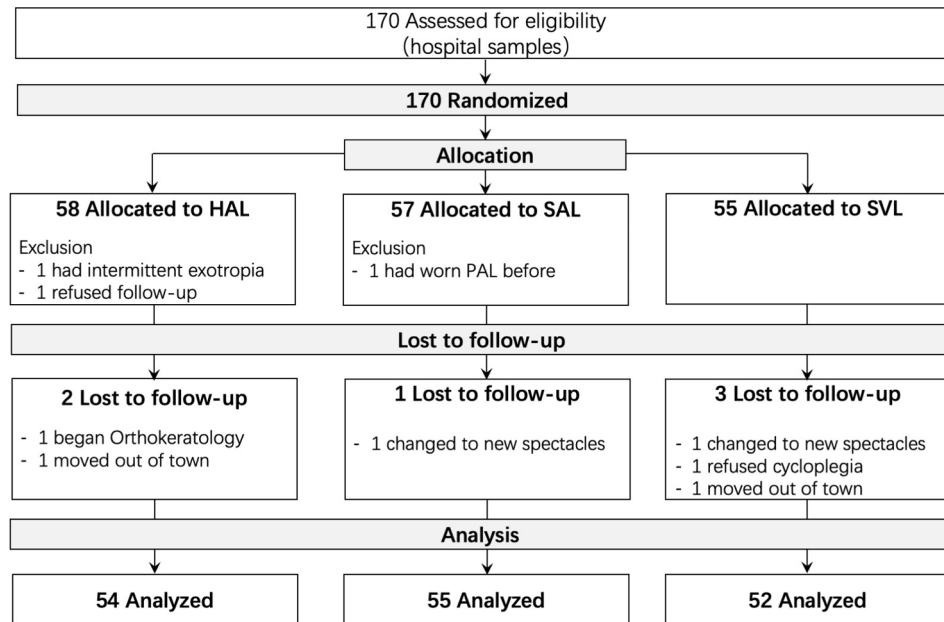 170 Assessed for eligibility
(hospital samples)
170 Randomized
Allocation
58 Allocated to HAL
Exclusion
- 1 had intermittent exotropia
- 1 refused follow-up
57 Allocated to SAL
Exclusion
- 1 had worn PAL before
55 Allocated to SVL
Lost to follow-up
2 Lost to follow-up
- 1 began Orthokeratology
- 1 moved out of town
1 Lost to follow-up
- 1 changed to new spectacles
3 Lost to follow-up
- 1 changed to new spectacles
- 1 refused cycloplegia
- 1 moved out of town
Analysis
54 Analyzed
55 Analyzed
52 Analyzed